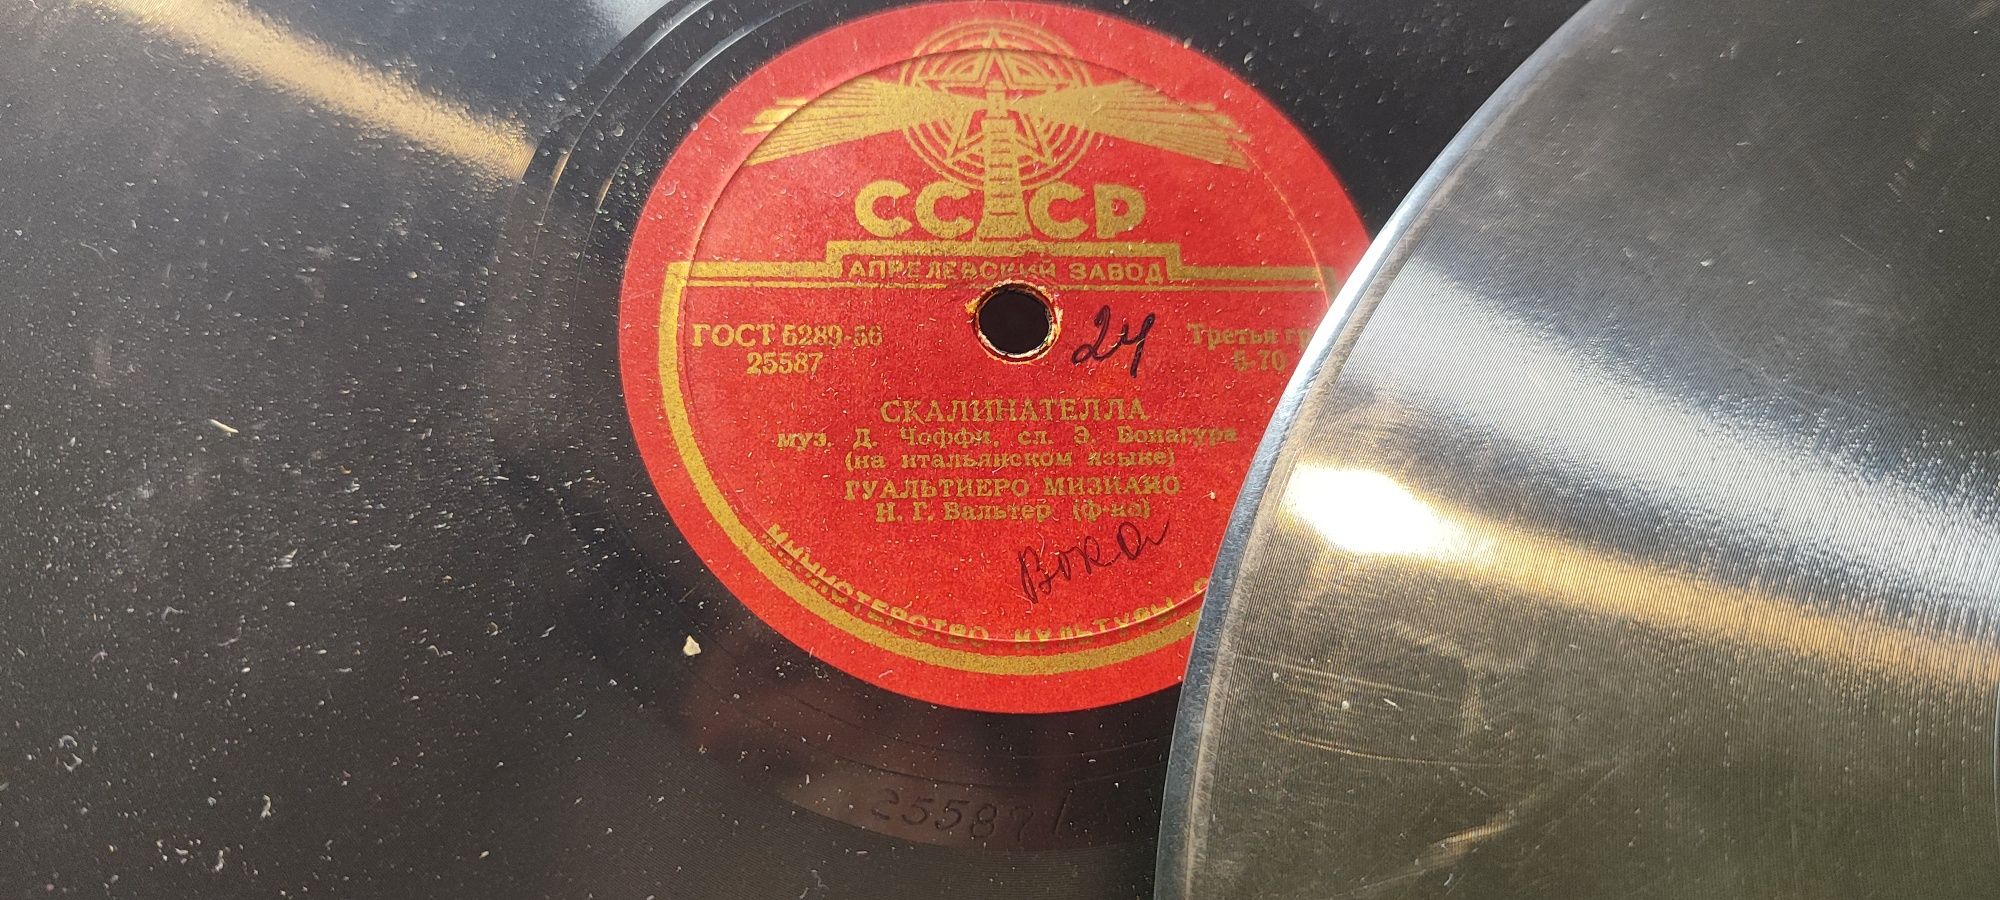 СССР
АПРЕЛЕВСКИЙ ЗАВОД
ГОСТ 5289-56
25587
24
Третья гр
5-70
СКАЛИНАТЕЛЛА
муз. Д. Чоффи, сл. Э. Бонагура
(на итальянском языке)
ГУАЛЬТИЕРО МИЗИАНО
Н. Г. Вальтер (ф-но)
Вока
МИНИСТЕРСТВО КУЛЬТУРЫ С
25587